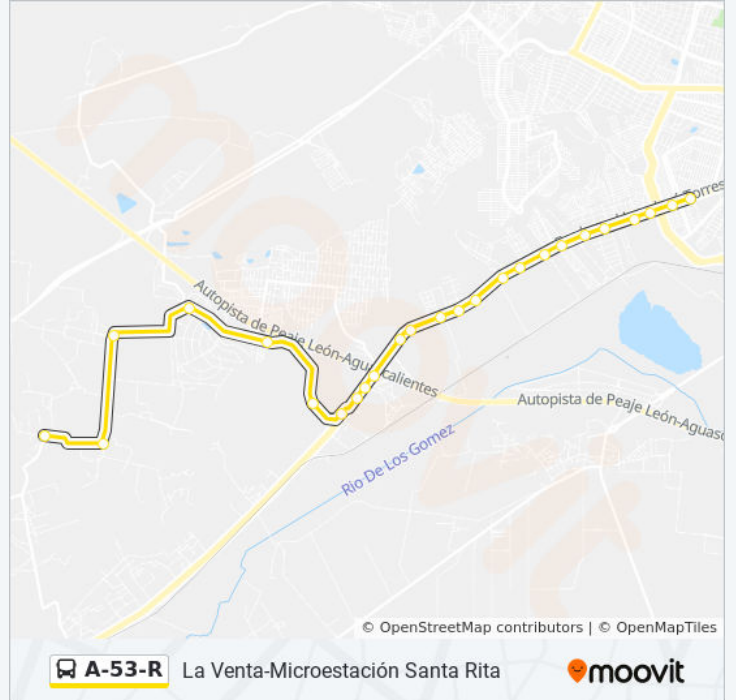 Torres
Autopista de Peaje León-Aguascalientes
Autopista de Peaje León-Aguasc
Rio De Los Gomez
© OpenStreetMap contributors | © OpenMapTiles
A-53-R La Venta-Microestación Santa Rita
moovit